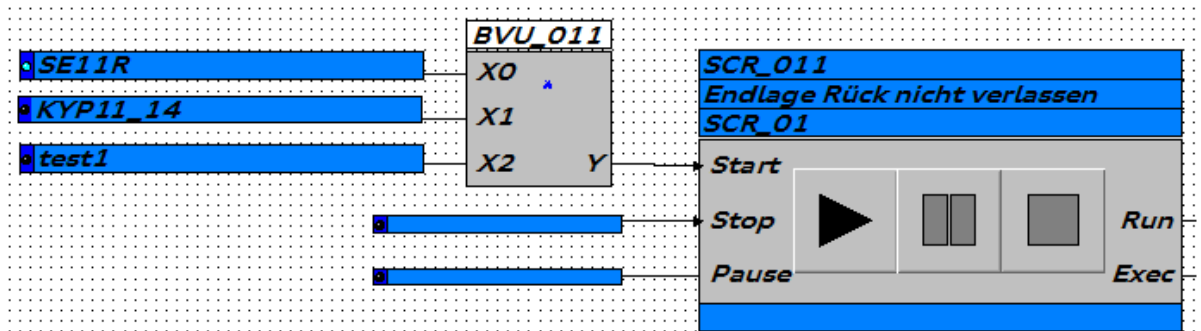 BVU_011
SE11R
X0
KYP11_14
X1
test1
X2
Y
SCR_011
Endlage Rück nicht verlassen
SCR_01
Start
Stop
Run
Pause
Exec